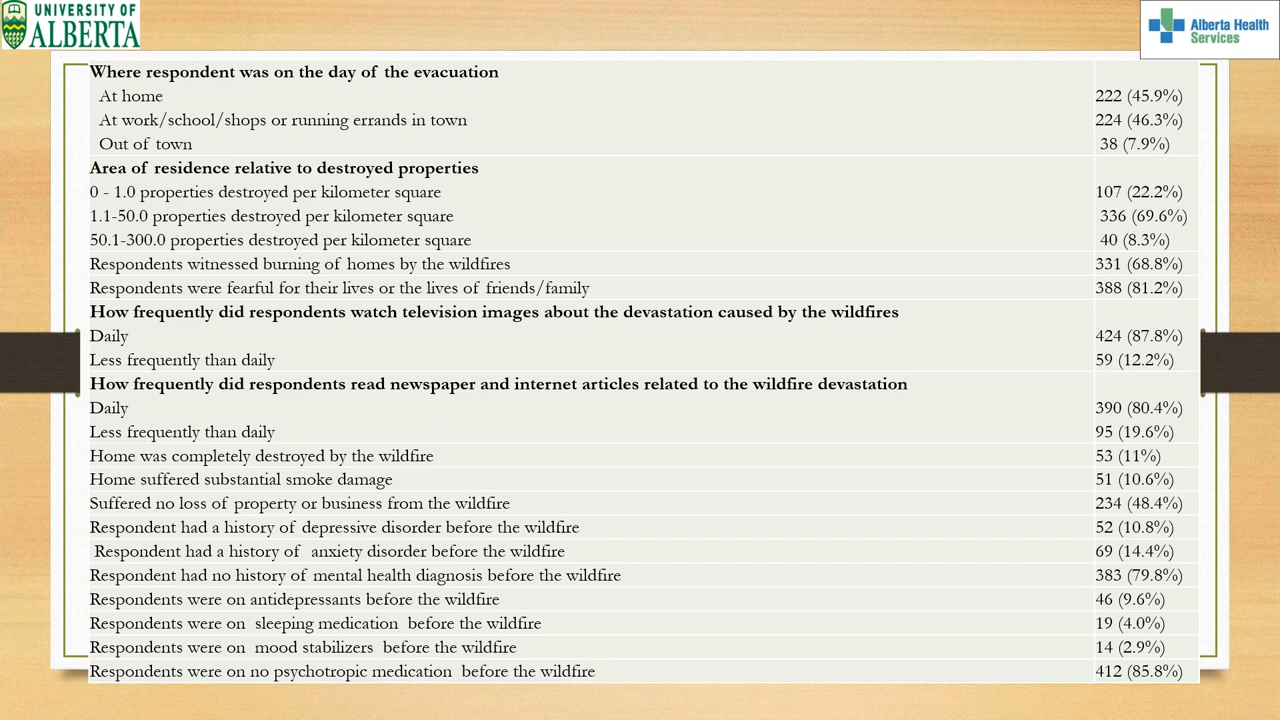 UNIVERSITY OF
ALBERTA
Alberta Health
Services
Where respondent was on the day of the evacuation
At home 222 (45.9%)
At work/school/shops or running errands in town 224 (46.3%)
Out of town 38 (7.9%)
Area of residence relative to destroyed properties
0 - 1.0 properties destroyed per kilometer square 107 (22.2%)
1.1-50.0 properties destroyed per kilometer square 336 (69.6%)
50.1-300.0 properties destroyed per kilometer square 40 (8.3%)
Respondents witnessed burning of homes by the wildfires 331 (68.8%)
Respondents were fearful for their lives or the lives of friends/family 388 (81.2%)
How frequently did respondents watch television images about the devastation caused by the wildfires
Daily 424 (87.8%)
Less frequently than daily 59 (12.2%)
How frequently did respondents read newspaper and internet articles related to the wildfire devastation
Daily 390 (80.4%)
Less frequently than daily 95 (19.6%)
Home was completely destroyed by the wildfire 53 (11%)
Home suffered substantial smoke damage 51 (10.6%)
Suffered no loss of property or business from the wildfire 234 (48.4%)
Respondent had a history of depressive disorder before the wildfire 52 (10.8%)
Respondent had a history of anxiety disorder before the wildfire 69 (14.4%)
Respondent had no history of mental health diagnosis before the wildfire 383 (79.8%)
Respondents were on antidepressants before the wildfire 46 (9.6%)
Respondents were on sleeping medication before the wildfire 19 (4.0%)
Respondents were on mood stabilizers before the wildfire 14 (2.9%)
Respondents were on no psychotropic medication before the wildfire 412 (85.8%)